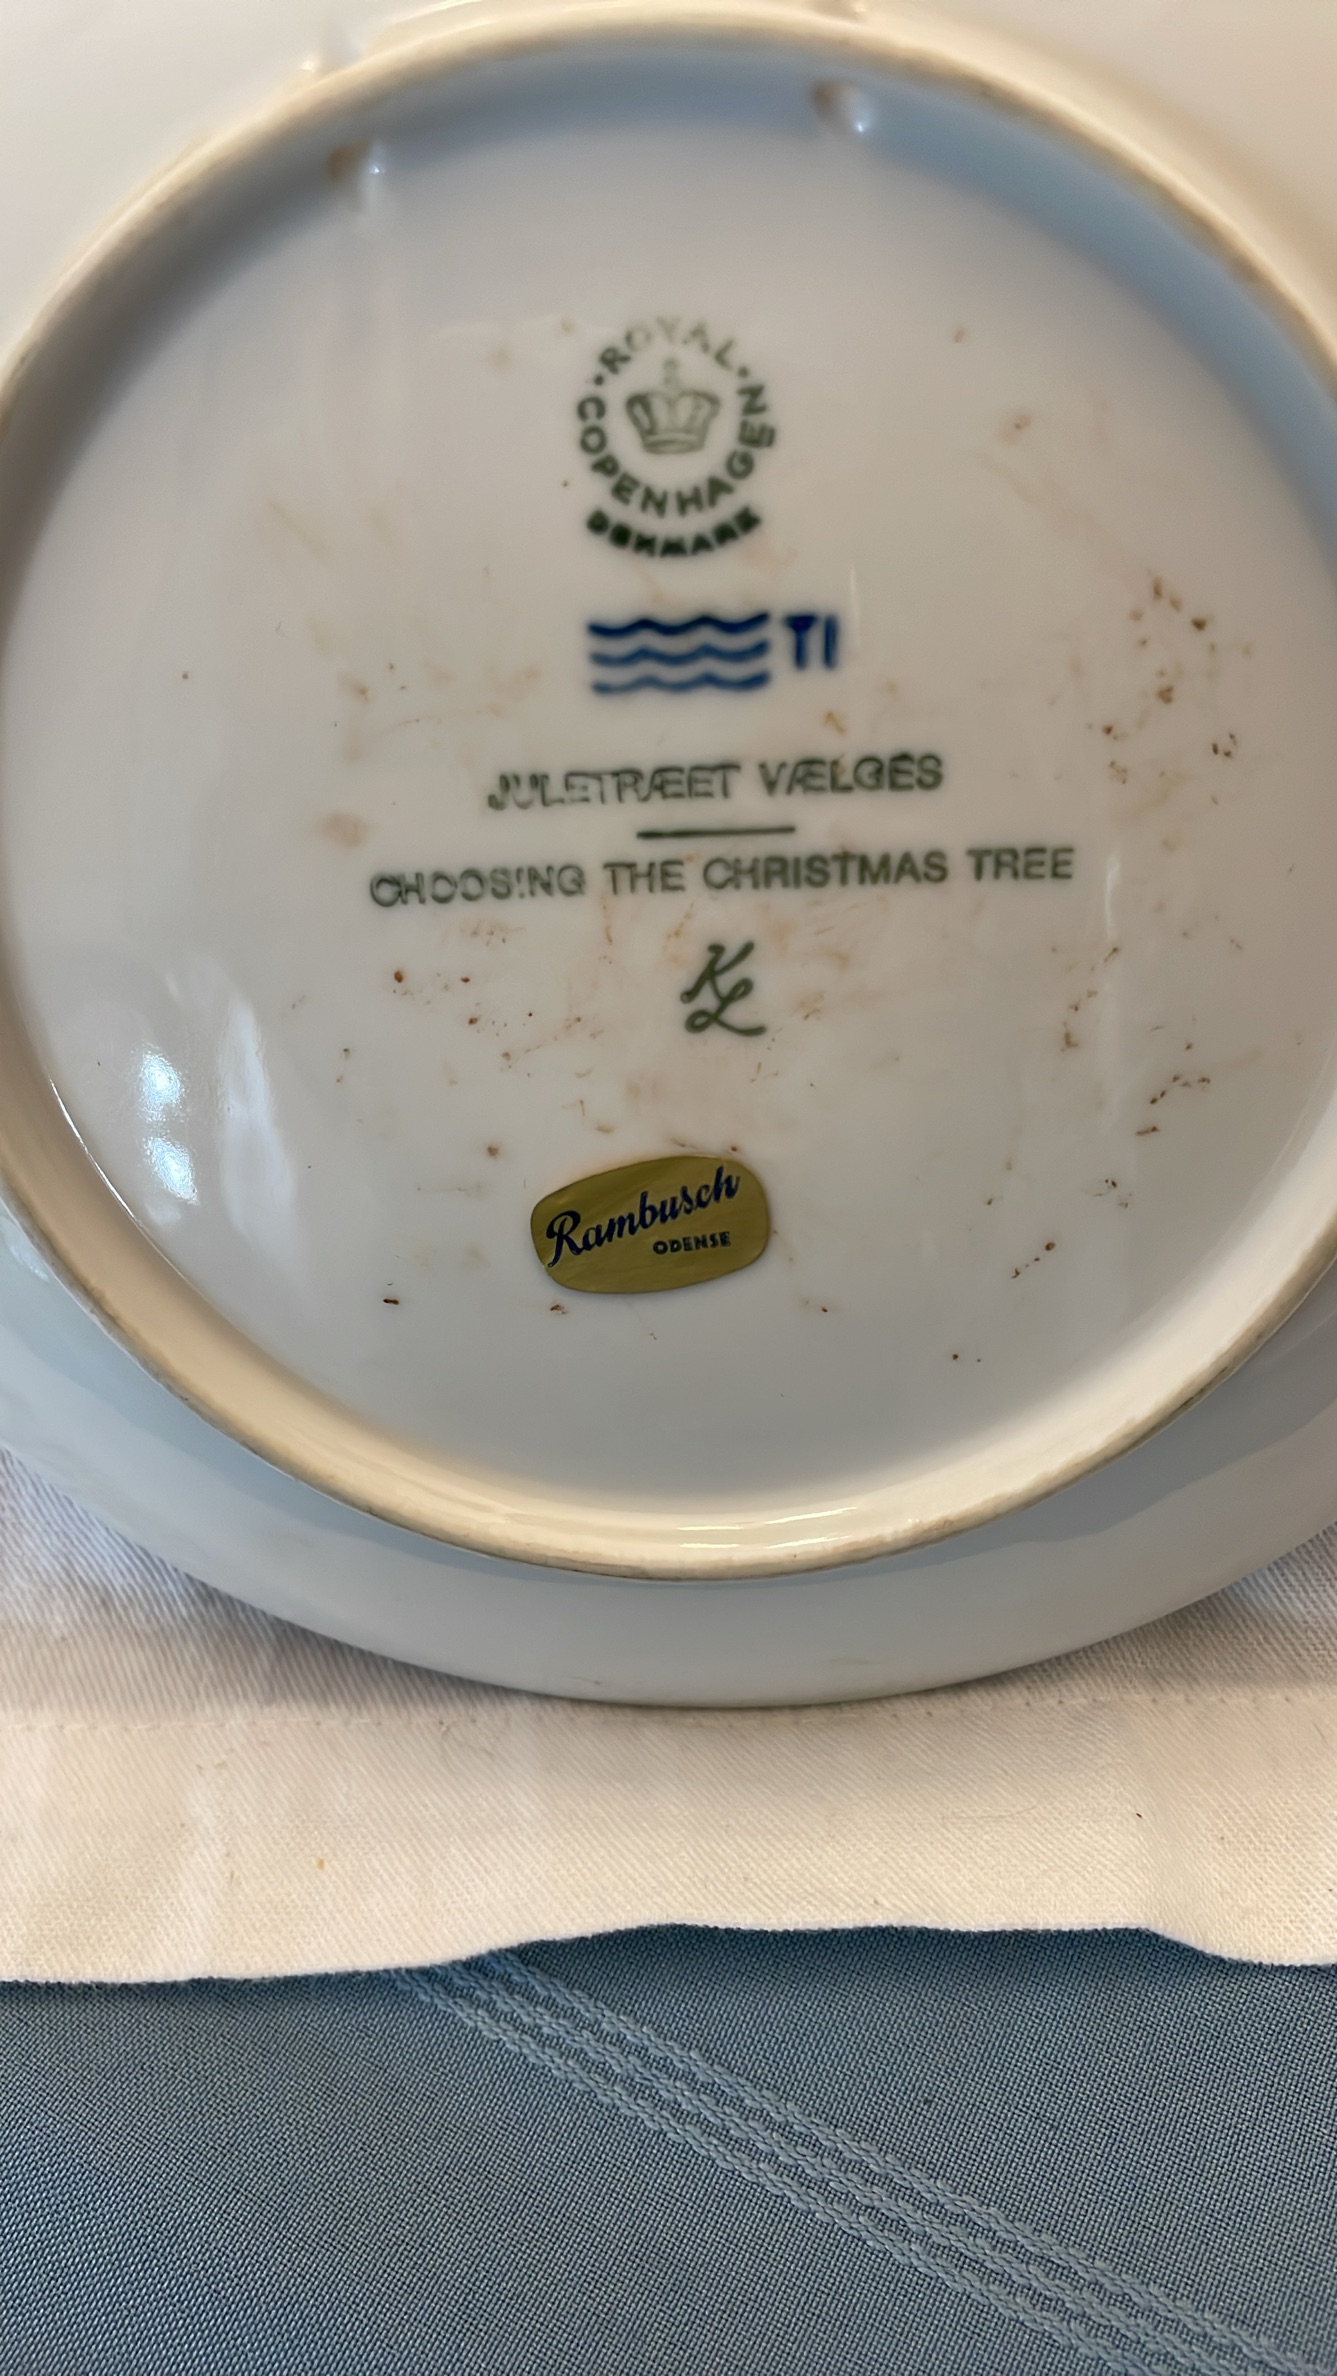 ROYAL
COPENHAGEN
DENMARK
TI
JULETRÆET VÆLGES
CHOOSING THE CHRISTMAS TREE
KL
Rambusch
ODENSE